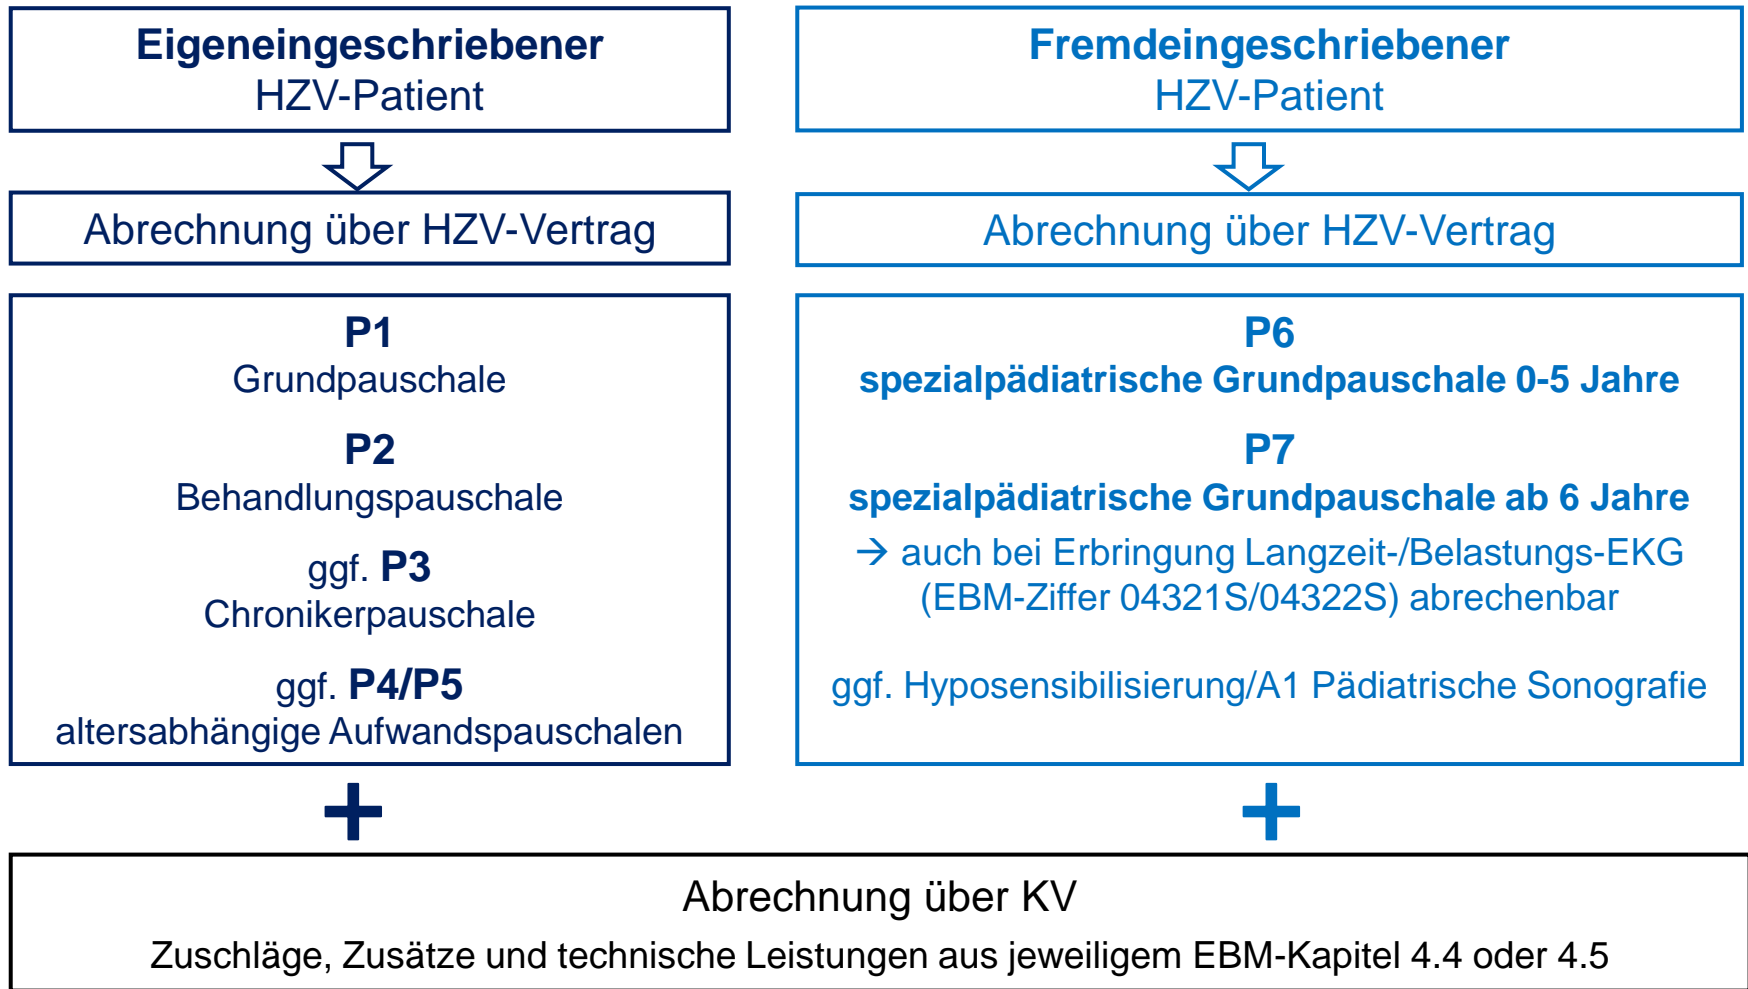 Eigeneingeschriebener
HZV-Patient
Abrechnung über HZV-Vertrag
P1
Grundpauschale
P2
Behandlungspauschale
ggf. P3
Chronikerpauschale
ggf. P4/P5
altersabhängige Aufwandspauschalen
Fremdeingeschriebener
HZV-Patient
Abrechnung über HZV-Vertrag
P6
spezialpädiatrische Grundpauschale 0-5 Jahre
P7
spezialpädiatrische Grundpauschale ab 6 Jahre
→ auch bei Erbringung Langzeit-/Belastungs-EKG
(EBM-Ziffer 04321S/04322S) abrechenbar
ggf. Hyposensibilisierung/A1 Pädiatrische Sonografie
Abrechnung über KV
Zuschläge, Zusätze und technische Leistungen aus jeweiligem EBM-Kapitel 4.4 oder 4.5